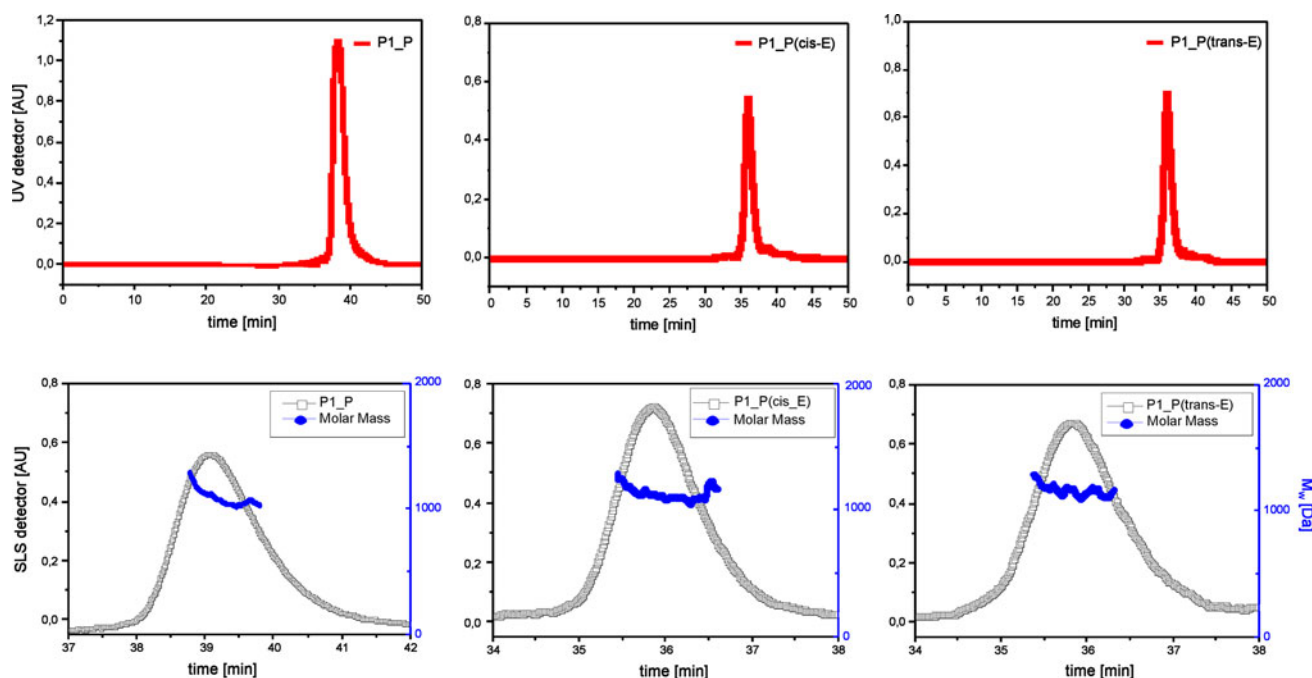 UV detector [AU]
1,2
1,0
0,8
0,6
0,4
0,2
0,0
P1_P
0 10 20 30 40 50
time [min]
0,8
0,6
0,4
0,2
0,0
P1_P(cis-E)
0 5 10 15 20 25 30 35 40 45 50
time [min]
1,0
0,8
0,6
0,4
0,2
0,0
P1_P(trans-E)
0 5 10 15 20 25 30 35 40 45 50
time [min]
SLS detector [AU]
0,8
0,6
0,4
0,2
0,0
P1_P
Molar Mass
2000
1000
0
37 38 39 40 41 42
time [min]
0,8
0,6
0,4
0,2
0,0
P1_P(cis_E)
Molar Mass
2000
1000
0
34 35 36 37 38
time [min]
0,8
0,6
0,4
0,2
0,0
P1_P(trans-E)
Molar Mass
2000
1000
0
Mw [Da]
34 35 36 37 38
time [min]